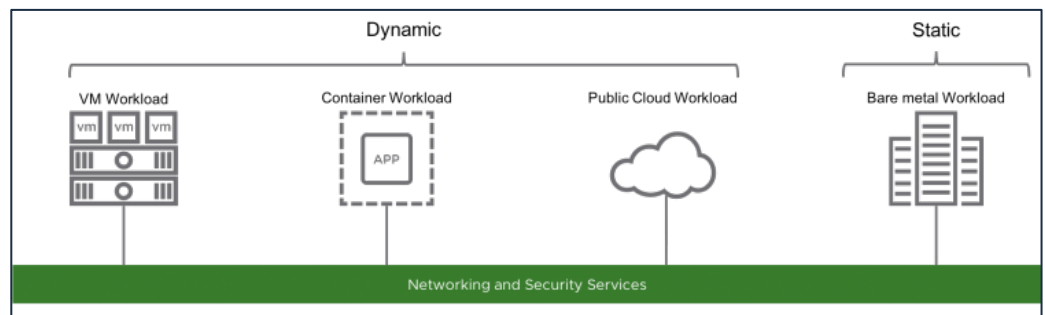 Dynamic
Static
VM Workload
Container Workload
Public Cloud Workload
Bare metal Workload
vm vm vm
APP
Networking and Security Services